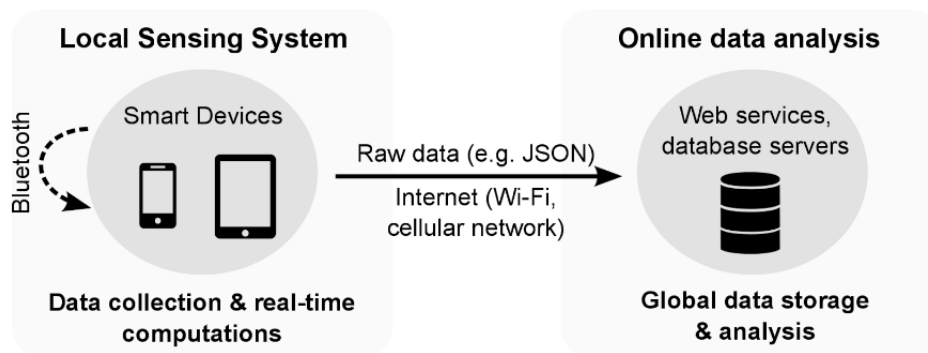 Local Sensing System
Smart Devices
Bluetooth
Data collection & real-time
computations
Raw data (e.g. JSON)
Internet (Wi-Fi,
cellular network)
Online data analysis
Web services,
database servers
Global data storage
& analysis